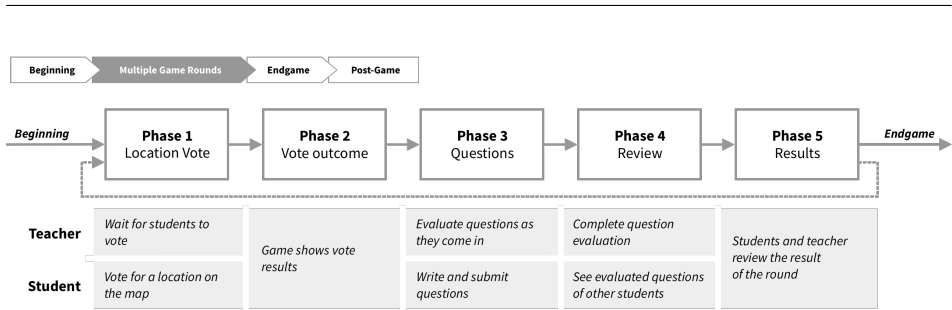 Beginning
Multiple Game Rounds
Endgame
Post-Game
Beginning
Phase 1
Location Vote
Phase 2
Vote outcome
Phase 3
Questions
Phase 4
Review
Phase 5
Results
Endgame
Teacher
Wait for students to
vote
Game shows vote
results
Evaluate questions as
they come in
Complete question
evaluation
Students and teacher
review the result
of the round
Student
Vote for a location on
the map
Write and submit
questions
See evaluated questions
of other students